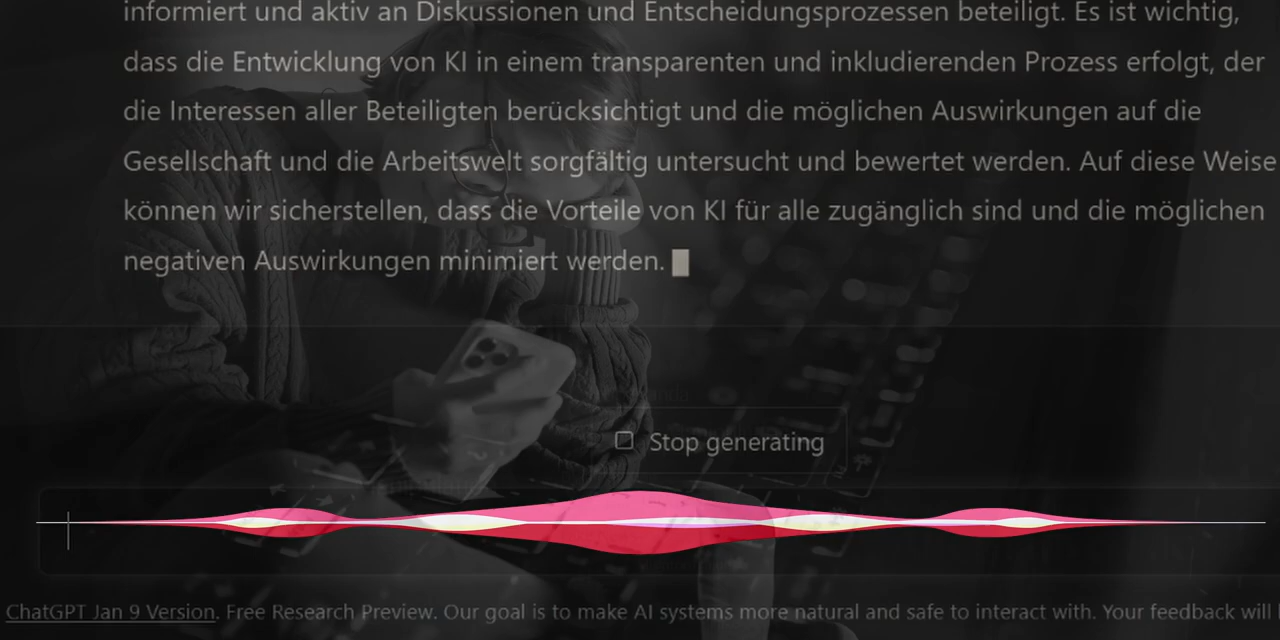 informiert und aktiv an Diskussionen und Entscheidungsprozessen beteiligt. Es ist wichtig,
dass die Entwicklung von KI in einem transparenten und inkludierenden Prozess erfolgt, der
die Interessen aller Beteiligten berücksichtigt und die möglichen Auswirkungen auf die
Gesellschaft und die Arbeitswelt sorgfältig untersucht und bewertet werden. Auf diese Weise
können wir sicherstellen, dass die Vorteile von KI für alle zugänglich sind und die möglichen
negativen Auswirkungen minimiert werden.
Stop generating
ChatGPT Jan 9 Version. Free Research Preview. Our goal is to make AI systems more natural and safe to interact with. Your feedback will